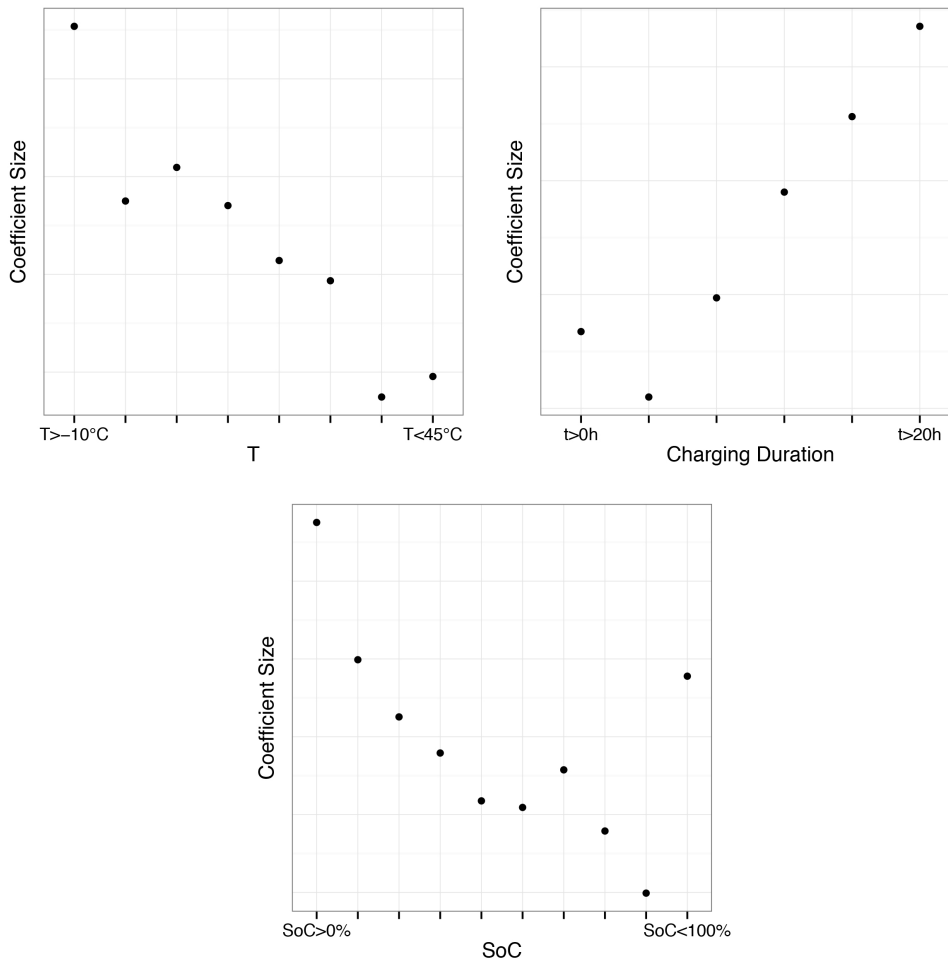 Coefficient Size
T>−10°C
T<45°C
T
Coefficient Size
t>0h
t>20h
Charging Duration
Coefficient Size
SoC>0%
SoC<100%
SoC